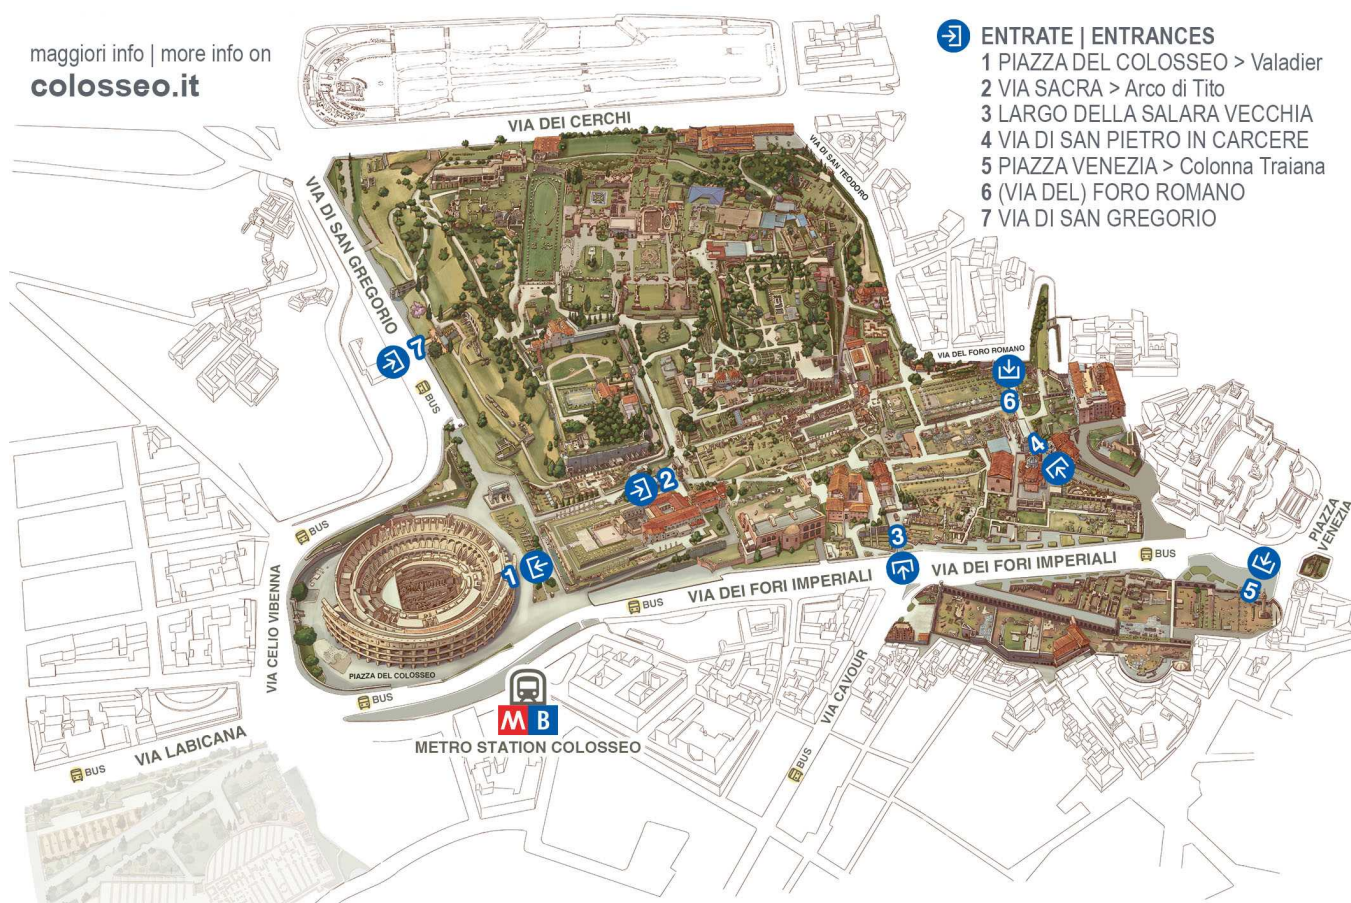 maggiori info | more info on
colosseo.it
ENTRATE | ENTRANCES
1 PIAZZA DEL COLOSSEO > Valadier
2 VIA SACRA > Arco di Tito
3 LARGO DELLA SALARA VECCHIA
4 VIA DI SAN PIETRO IN CARCERE
5 PIAZZA VENEZIA > Colonna Traiana
6 (VIA DEL) FORO ROMANO
7 VIA DI SAN GREGORIO
VIA DEI CERCHI
VIA DI SAN TEODORO
VIA DI SAN GREGORIO
7
BUS
VIA DEL FORO ROMANO
6
4
2
3
1
BUS
PIAZZA VENEZIA
BUS
VIA DEI FORI IMPERIALI
VIA DEI FORI IMPERIALI
5
BUS
VIA CELIO VIBENNA
PIAZZA DEL COLOSSEO
BUS
VIA CAVOUR
M B
METRO STATION COLOSSEO
VIA LABICANA
BUS
BUS